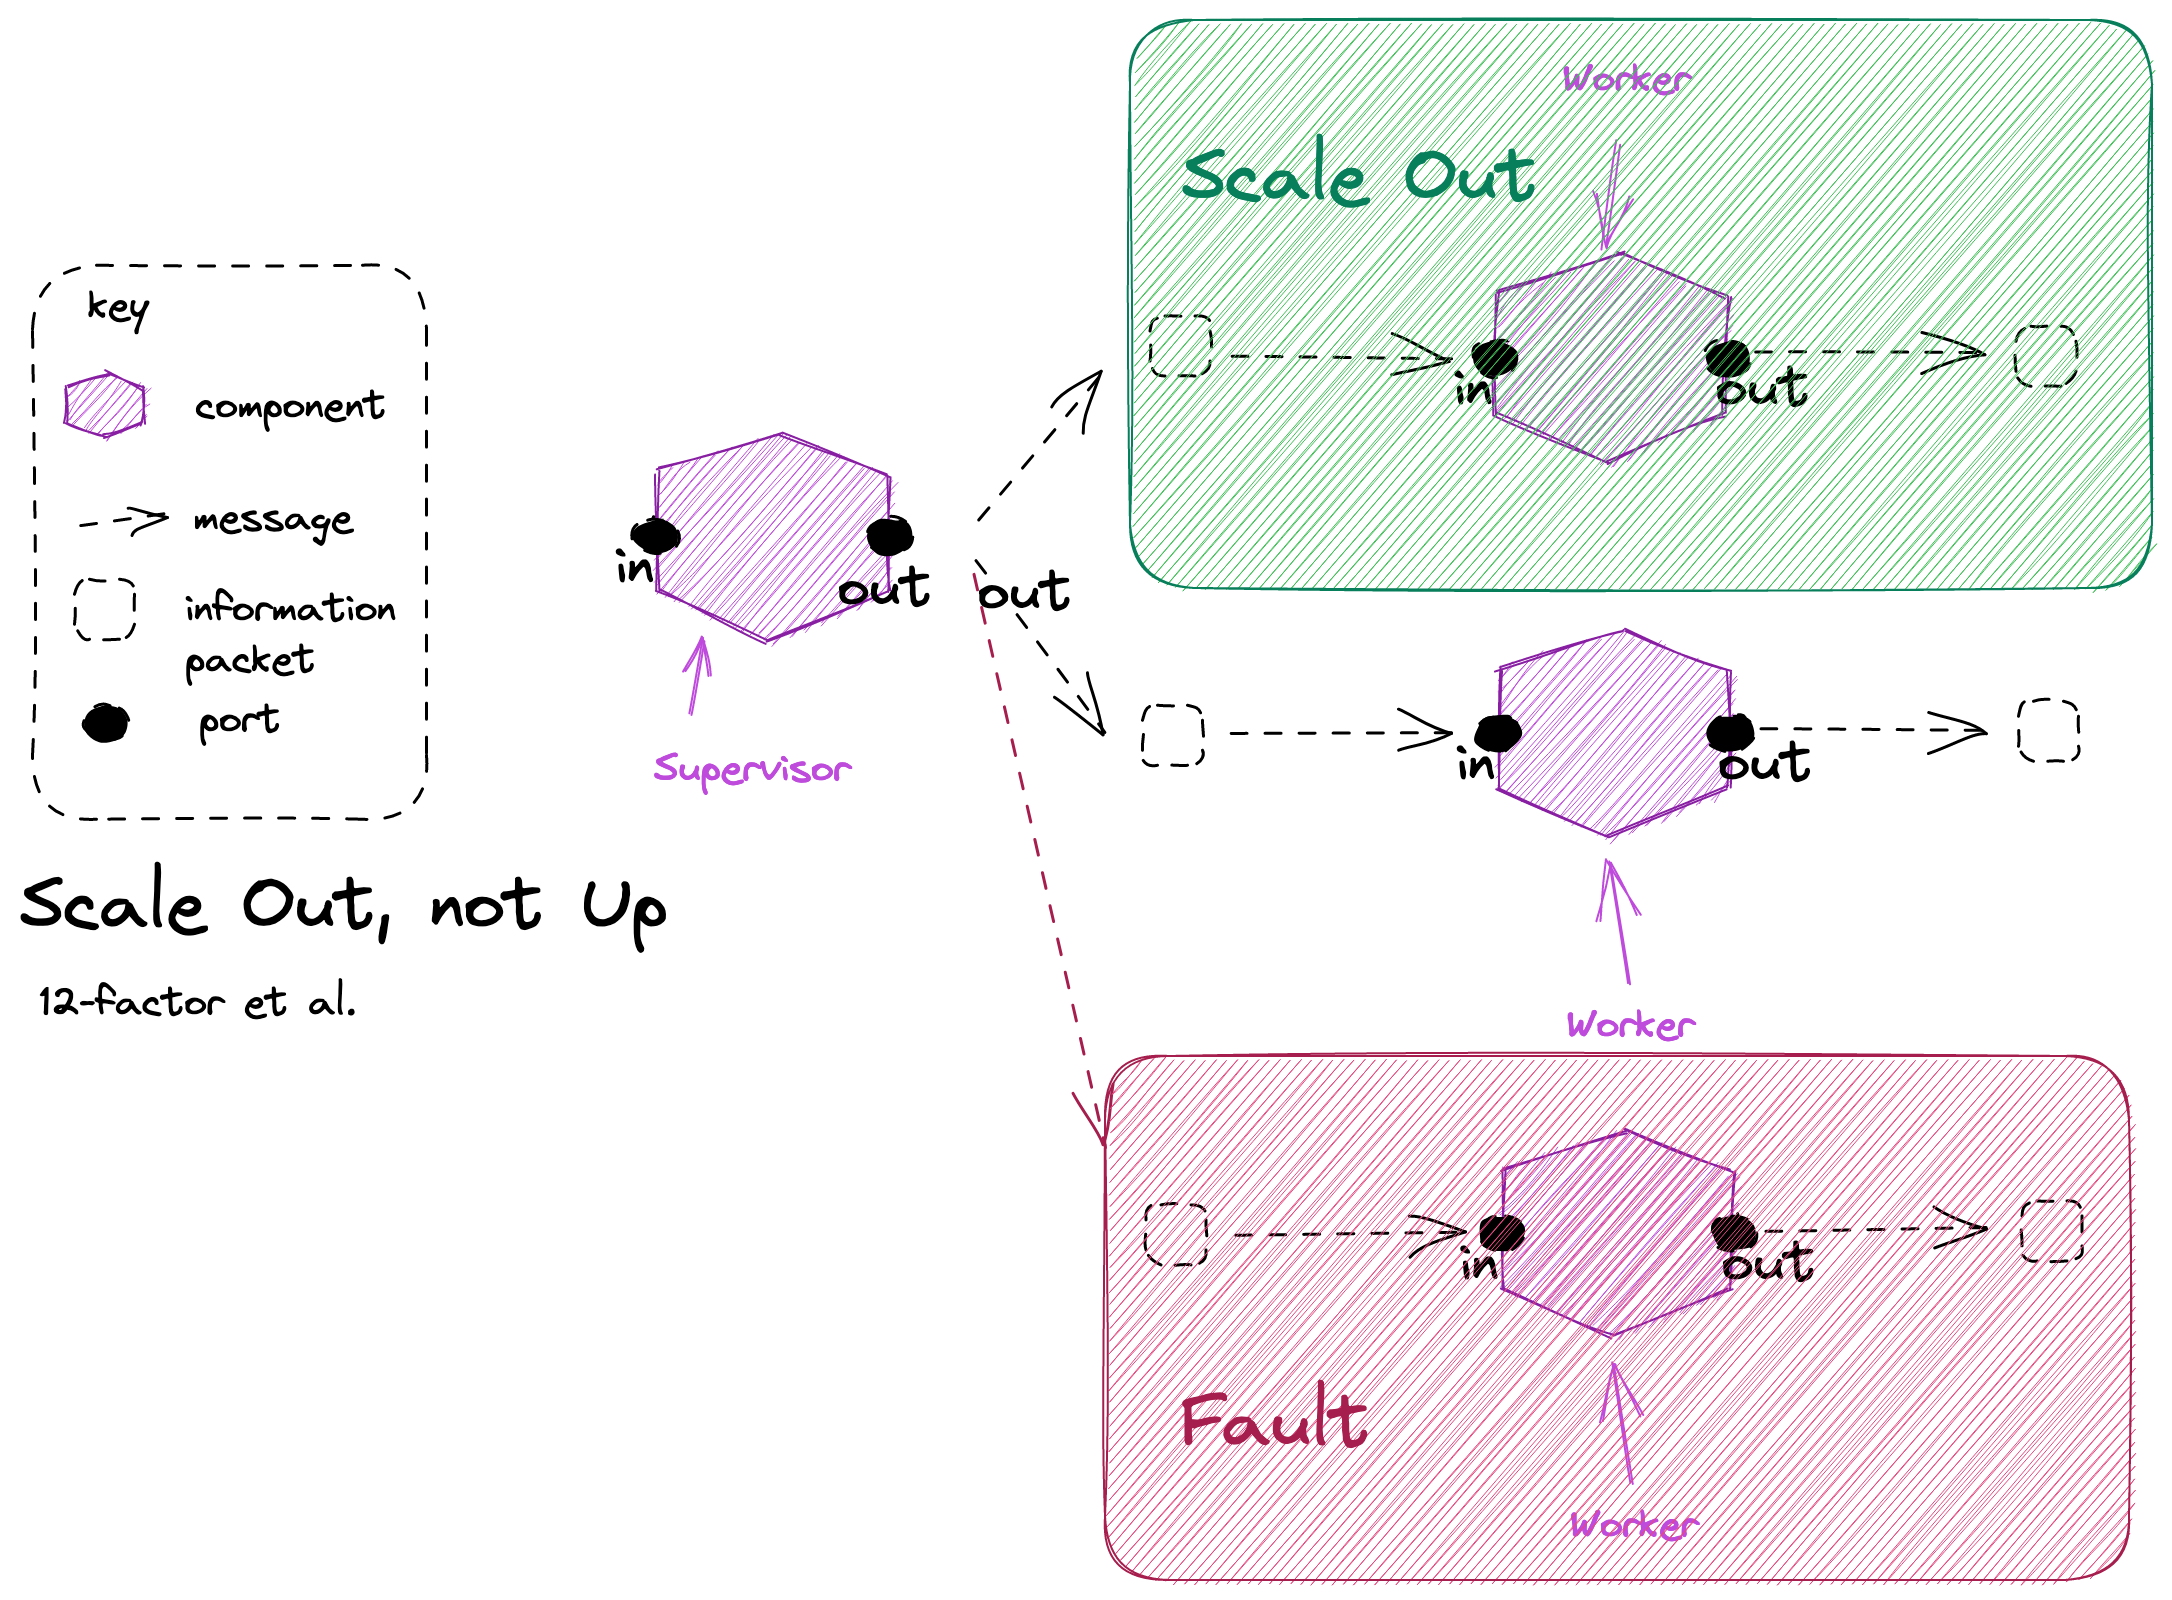 key
component
message
information
packet
port
Scale Out, not Up
12-factor et al.
in
out
out
Supervisor
Worker
Scale Out
in
out
in
out
Worker
in
out
Fault
Worker